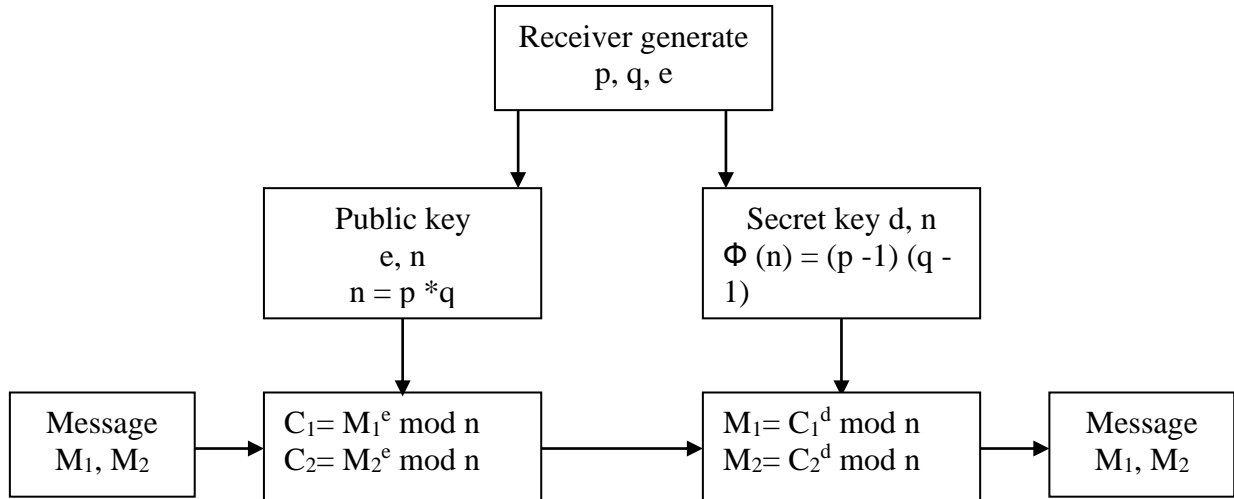 Receiver generate
p, q, e
Public key
e, n
n = p *q
Secret key d, n
Φ (n) = (p -1) (q -
1)
Message
M₁, M₂
C₁= M₁ᵉ mod n
C₂= M₂ᵉ mod n
M₁= C₁ᵈ mod n
M₂= C₂ᵈ mod n
Message
M₁, M₂